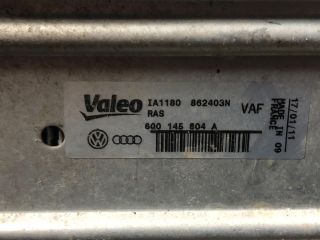 Valeo
IA1180 862403N
RAS
VAF
6Q0 145 804 A
MADE IN
FRANCE 09
17/01/11